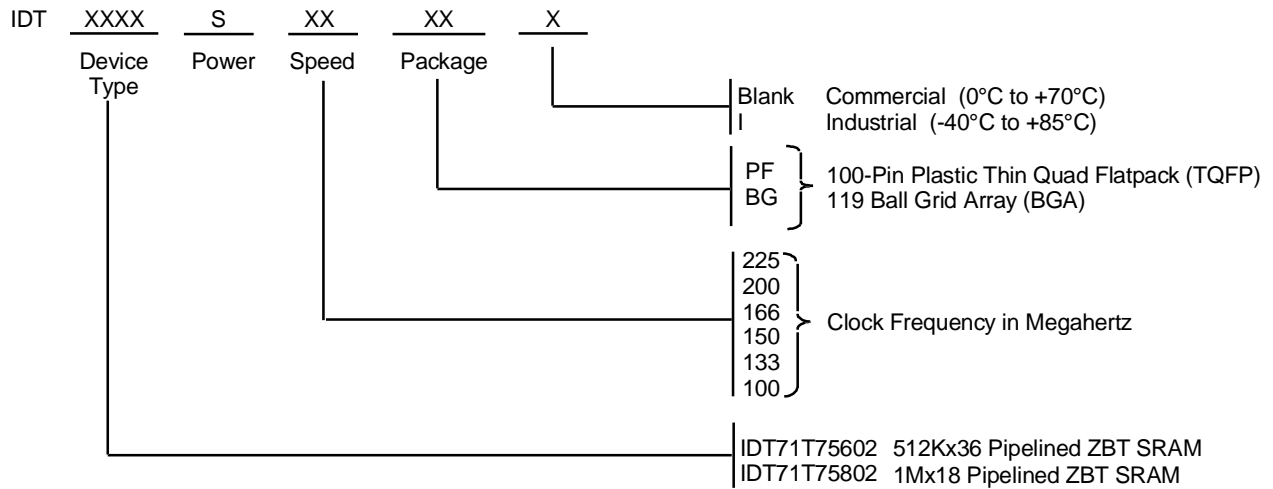 IDT XXXX S XX XX X
Device Type Power Speed Package
Blank Commercial (0°C to +70°C)
I Industrial (-40°C to +85°C)
PF 100-Pin Plastic Thin Quad Flatpack (TQFP)
BG 119 Ball Grid Array (BGA)
225
200
166
150
133
100
Clock Frequency in Megahertz
IDT71T75602 512Kx36 Pipelined ZBT SRAM
IDT71T75802 1Mx18 Pipelined ZBT SRAM